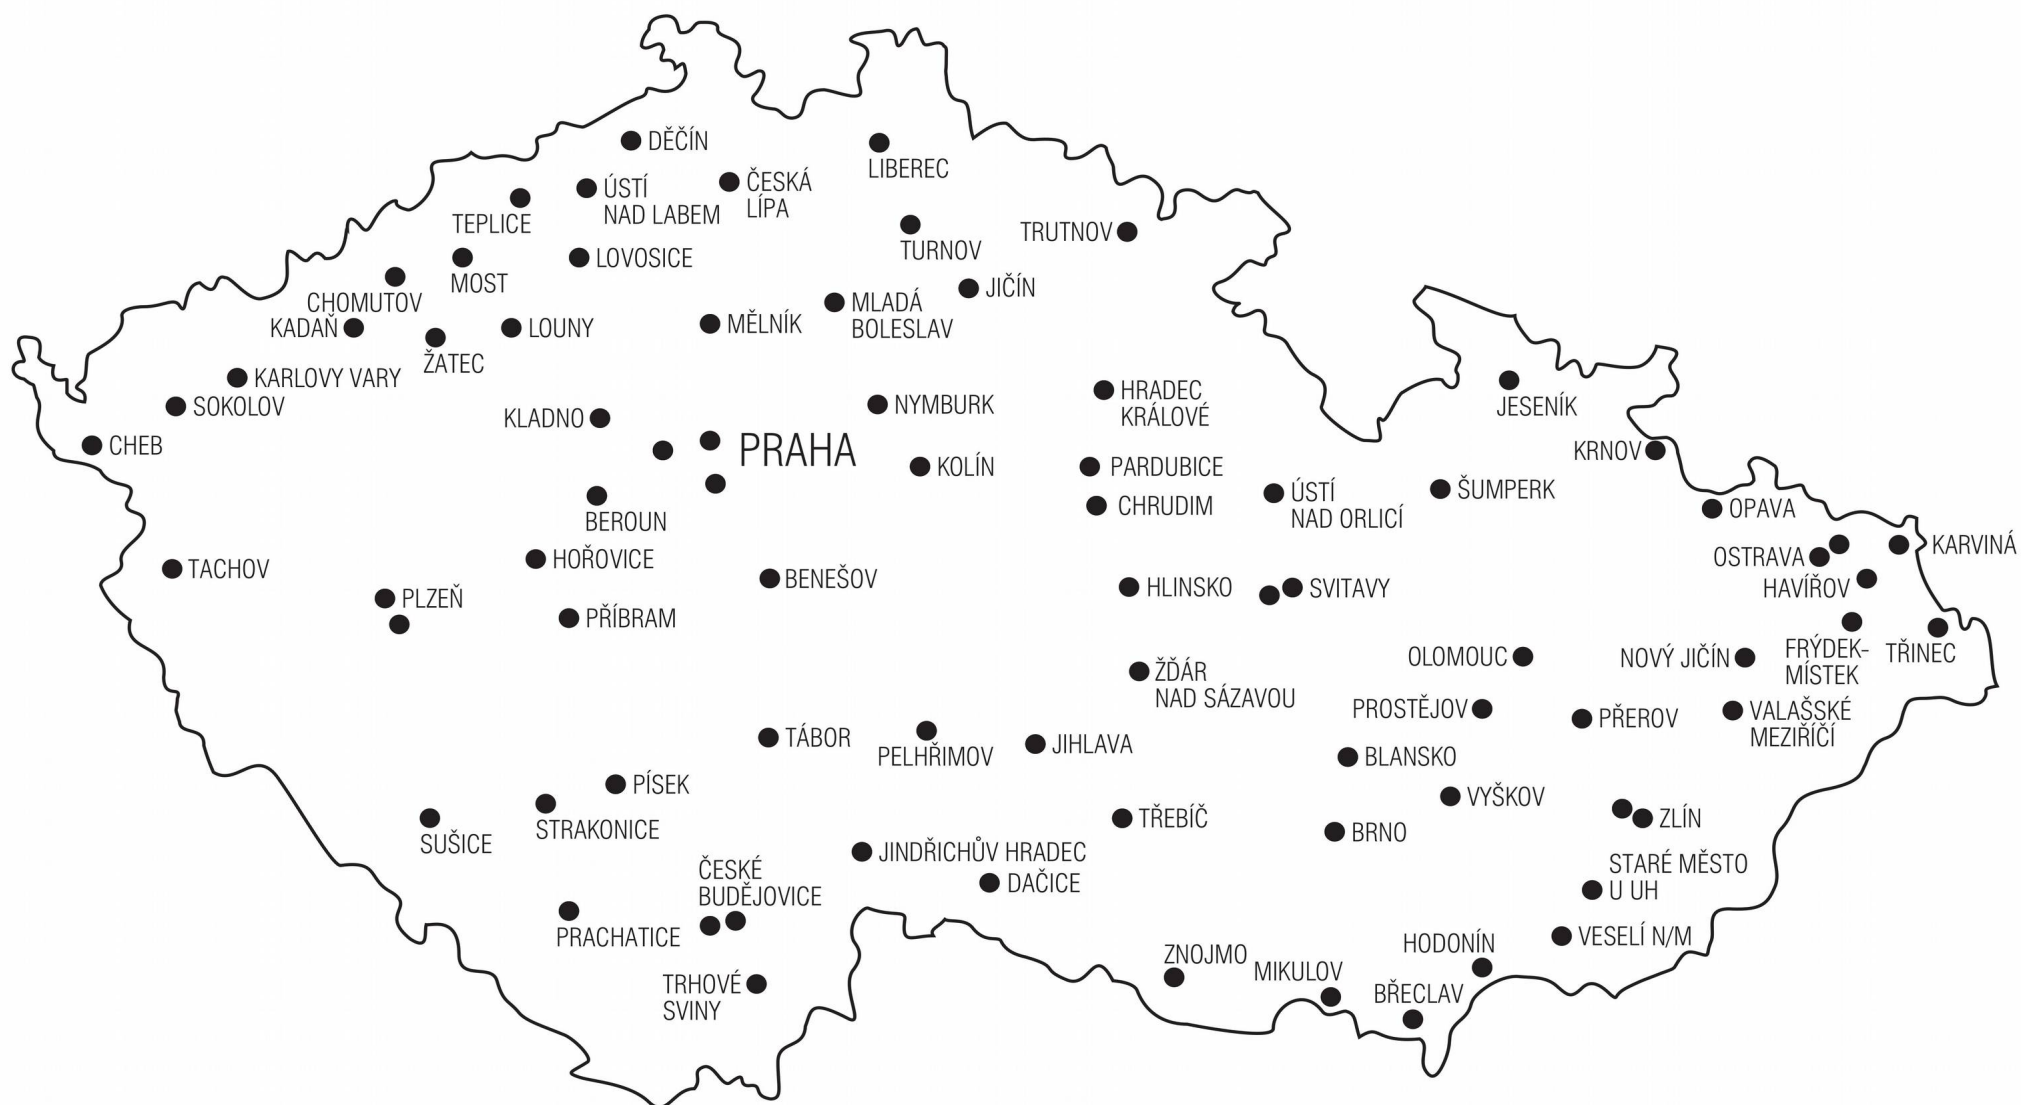 DĚČÍN
LIBEREC
ÚSTÍ
NAD LABEM
ČESKÁ
LÍPA
TEPLICE
TURNOV
TRUTNOV
LOVOSICE
MOST
JIČÍN
CHOMUTOV
MLADÁ
BOLESLAV
KADAŇ
LOUNY
MĚLNÍK
ŽATEC
KARLOVY VARY
SOKOLOV
HRADEC
KRÁLOVÉ
JESENÍK
NYMBURK
KLADNO
CHEB
PRAHA
KRNOV
KOLÍN
PARDUBICE
ÚSTÍ
NAD ORLICÍ
ŠUMPERK
CHRUDIM
OPAVA
BEROUN
KARVINÁ
HOŘOVICE
OSTRAVA
TACHOV
BENEŠOV
HLINSKO
SVITAVY
HAVÍŘOV
PLZEŇ
PŘÍBRAM
FRÝDEK-
MÍSTEK
TŘINEC
OLOMOUC
NOVÝ JIČÍN
ŽĎÁR
NAD SÁZAVOU
PROSTĚJOV
PŘEROV
VALAŠSKÉ
MEZIŘÍČÍ
TÁBOR
PELHŘIMOV
JIHLAVA
BLANSKO
PÍSEK
VYŠKOV
STRAKONICE
SUŠICE
TŘEBÍČ
BRNO
ZLÍN
JINDŘICHŮV HRADEC
STARÉ MĚSTO
U UH
ČESKÉ
BUDĚJOVICE
DAČICE
PRACHATICE
VESELÍ N/M
HODONÍN
ZNOJMO
MIKULOV
TRHOVÉ
SVINY
BŘECLAV